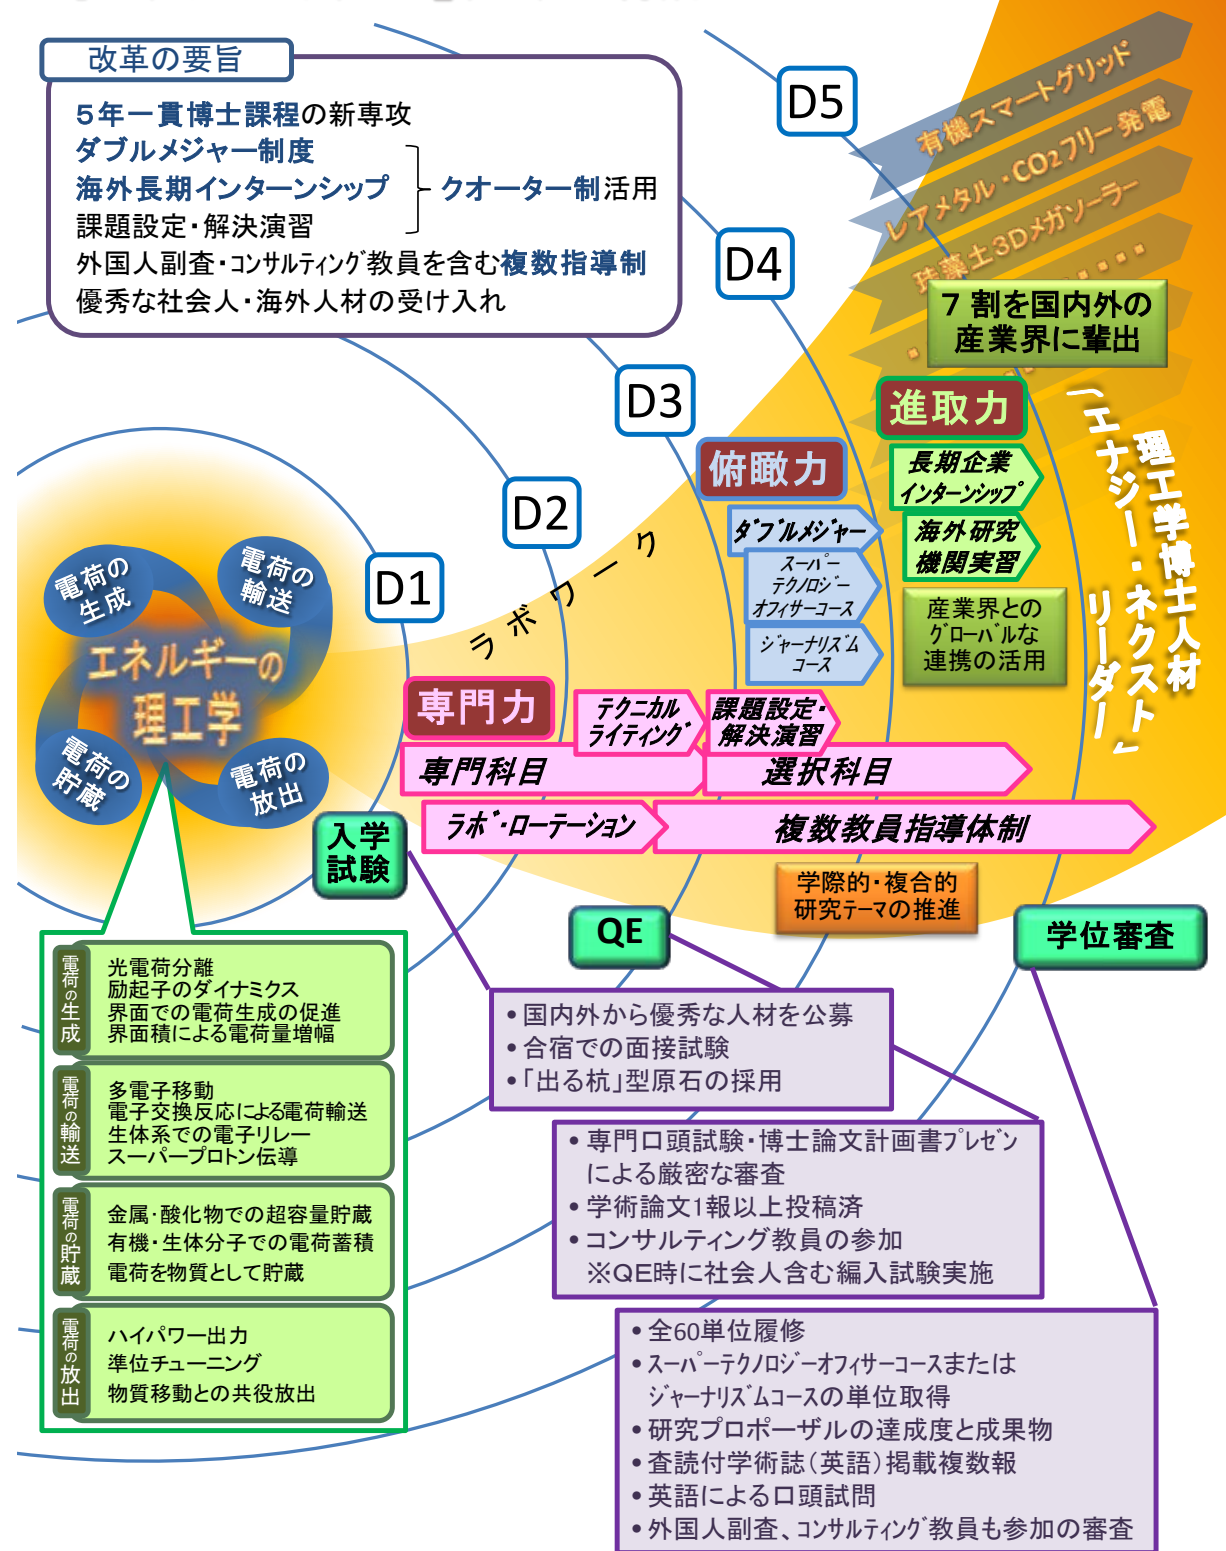 改革の要旨
５年一貫博士課程の新専攻
ダブルメジャー制度
海外長期インターンシップ
課題設定・解決演習
クオーター制活用
外国人副査・コンサルティング教員を含む複数指導制
優秀な社会人・海外人材の受け入れ
D5
D4
D3
D2
D1
有機スマートグリッド
レアメタル・CO2フリー発電
珪藻土3Dメガソーラー
７割を国内外の
産業界に輩出
理工学博士人材
「エナジー・ネクスト
リーダー」
進取力
長期企業
インターンシップ
海外研究
機関実習
産業界との
グローバルな
連携の活用
俯瞰力
ダブルメジャー
スーパー
テクノロジー
オフィサーコース
ジャーナリズム
コース
ラボワーク
専門力
テクニカル
ライティング
課題設定・
解決演習
専門科目
選択科目
ラボ・ローテーション
複数教員指導体制
学際的・複合的
研究テーマの推進
電荷の
生成
電荷の
輸送
エネルギーの
理工学
電荷の
貯蔵
電荷の
放出
入学
試験
QE
学位審査
電荷の生成
光電荷分離
励起子のダイナミクス
界面での電荷生成の促進
界面積による電荷量増幅
電荷の輸送
多電子移動
電子交換反応による電荷輸送
生体系での電子リレー
スーパープロトン伝導
電荷の貯蔵
金属・酸化物での超容量貯蔵
有機・生体分子での電荷蓄積
電荷を物質として貯蔵
電荷の放出
ハイパワー出力
準位チューニング
物質移動との共役放出
• 国内外から優秀な人材を公募
• 合宿での面接試験
• 「出る杭」型原石の採用
• 専門口頭試験・博士論文計画書プレゼン
による厳密な審査
• 学術論文1報以上投稿済
• コンサルティング教員の参加
※QE時に社会人含む編入試験実施
• 全60単位履修
• スーパーテクノロジーオフィサーコースまたは
ジャーナリズムコースの単位取得
• 研究プロポーザルの達成度と成果物
• 査読付学術誌（英語）掲載複数報
• 英語による口頭試問
• 外国人副査、コンサルティング教員も参加の審査